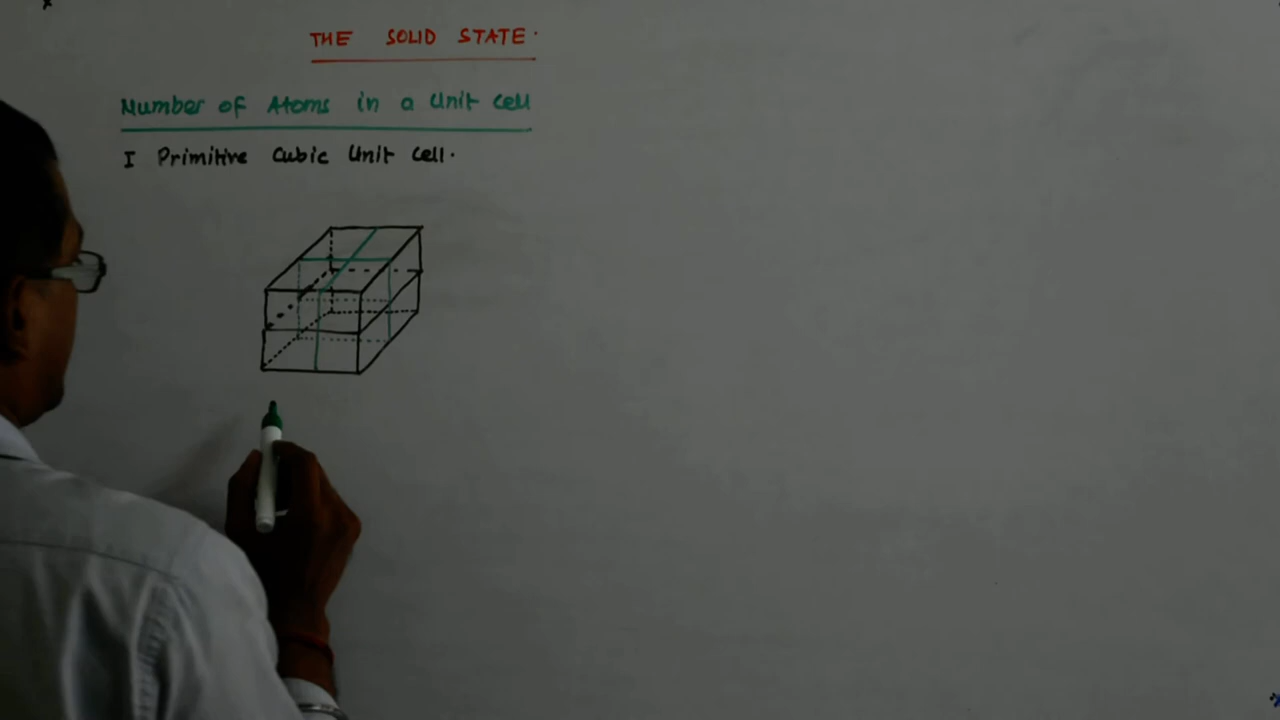 THE SOLID STATE.
Number of Atoms in a Unit cell
I Primitive Cubic Unit Cell.